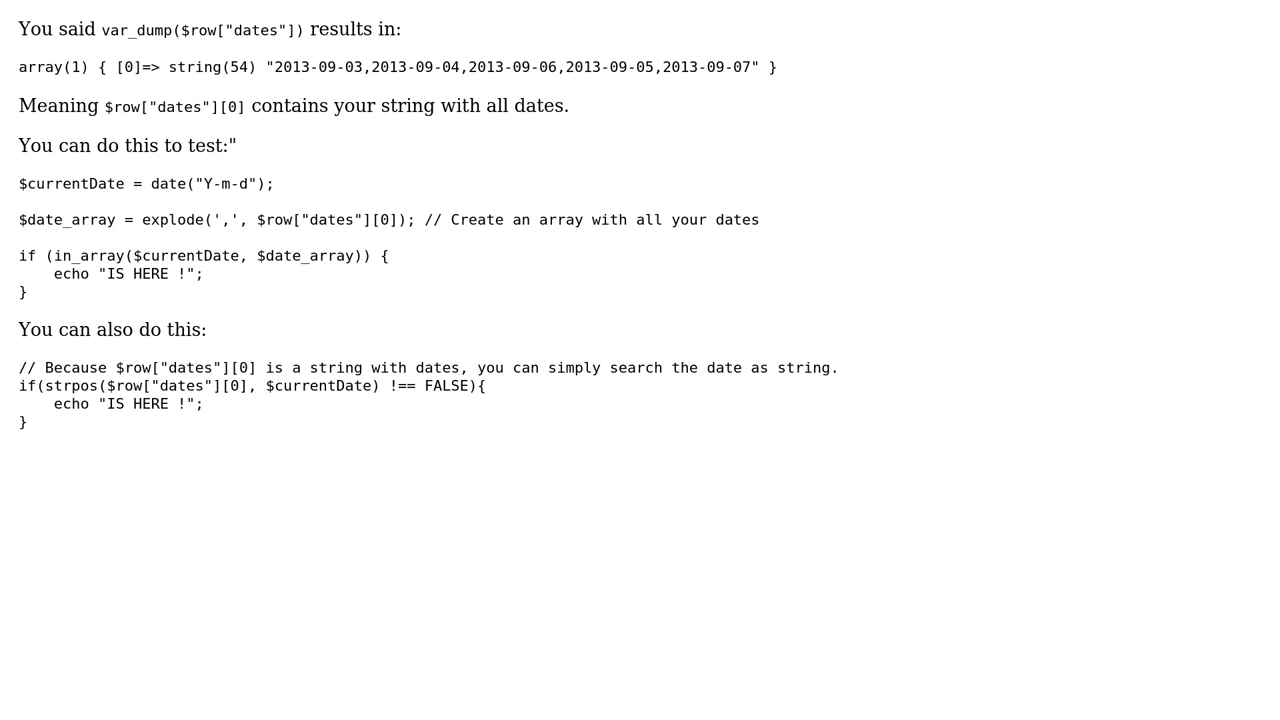 You said var_dump($row["dates"]) results in:
array(1) { [0]=> string(54) "2013-09-03,2013-09-04,2013-09-06,2013-09-05,2013-09-07" }
Meaning $row["dates"][0] contains your string with all dates.
You can do this to test:"
$currentDate = date("Y-m-d");
$date_array = explode(',', $row["dates"][0]); // Create an array with all your dates
if (in_array($currentDate, $date_array)) {
    echo "IS HERE !";
}
You can also do this:
// Because $row["dates"][0] is a string with dates, you can simply search the date as string.
if(strpos($row["dates"][0], $currentDate) !== FALSE){
    echo "IS HERE !";
}